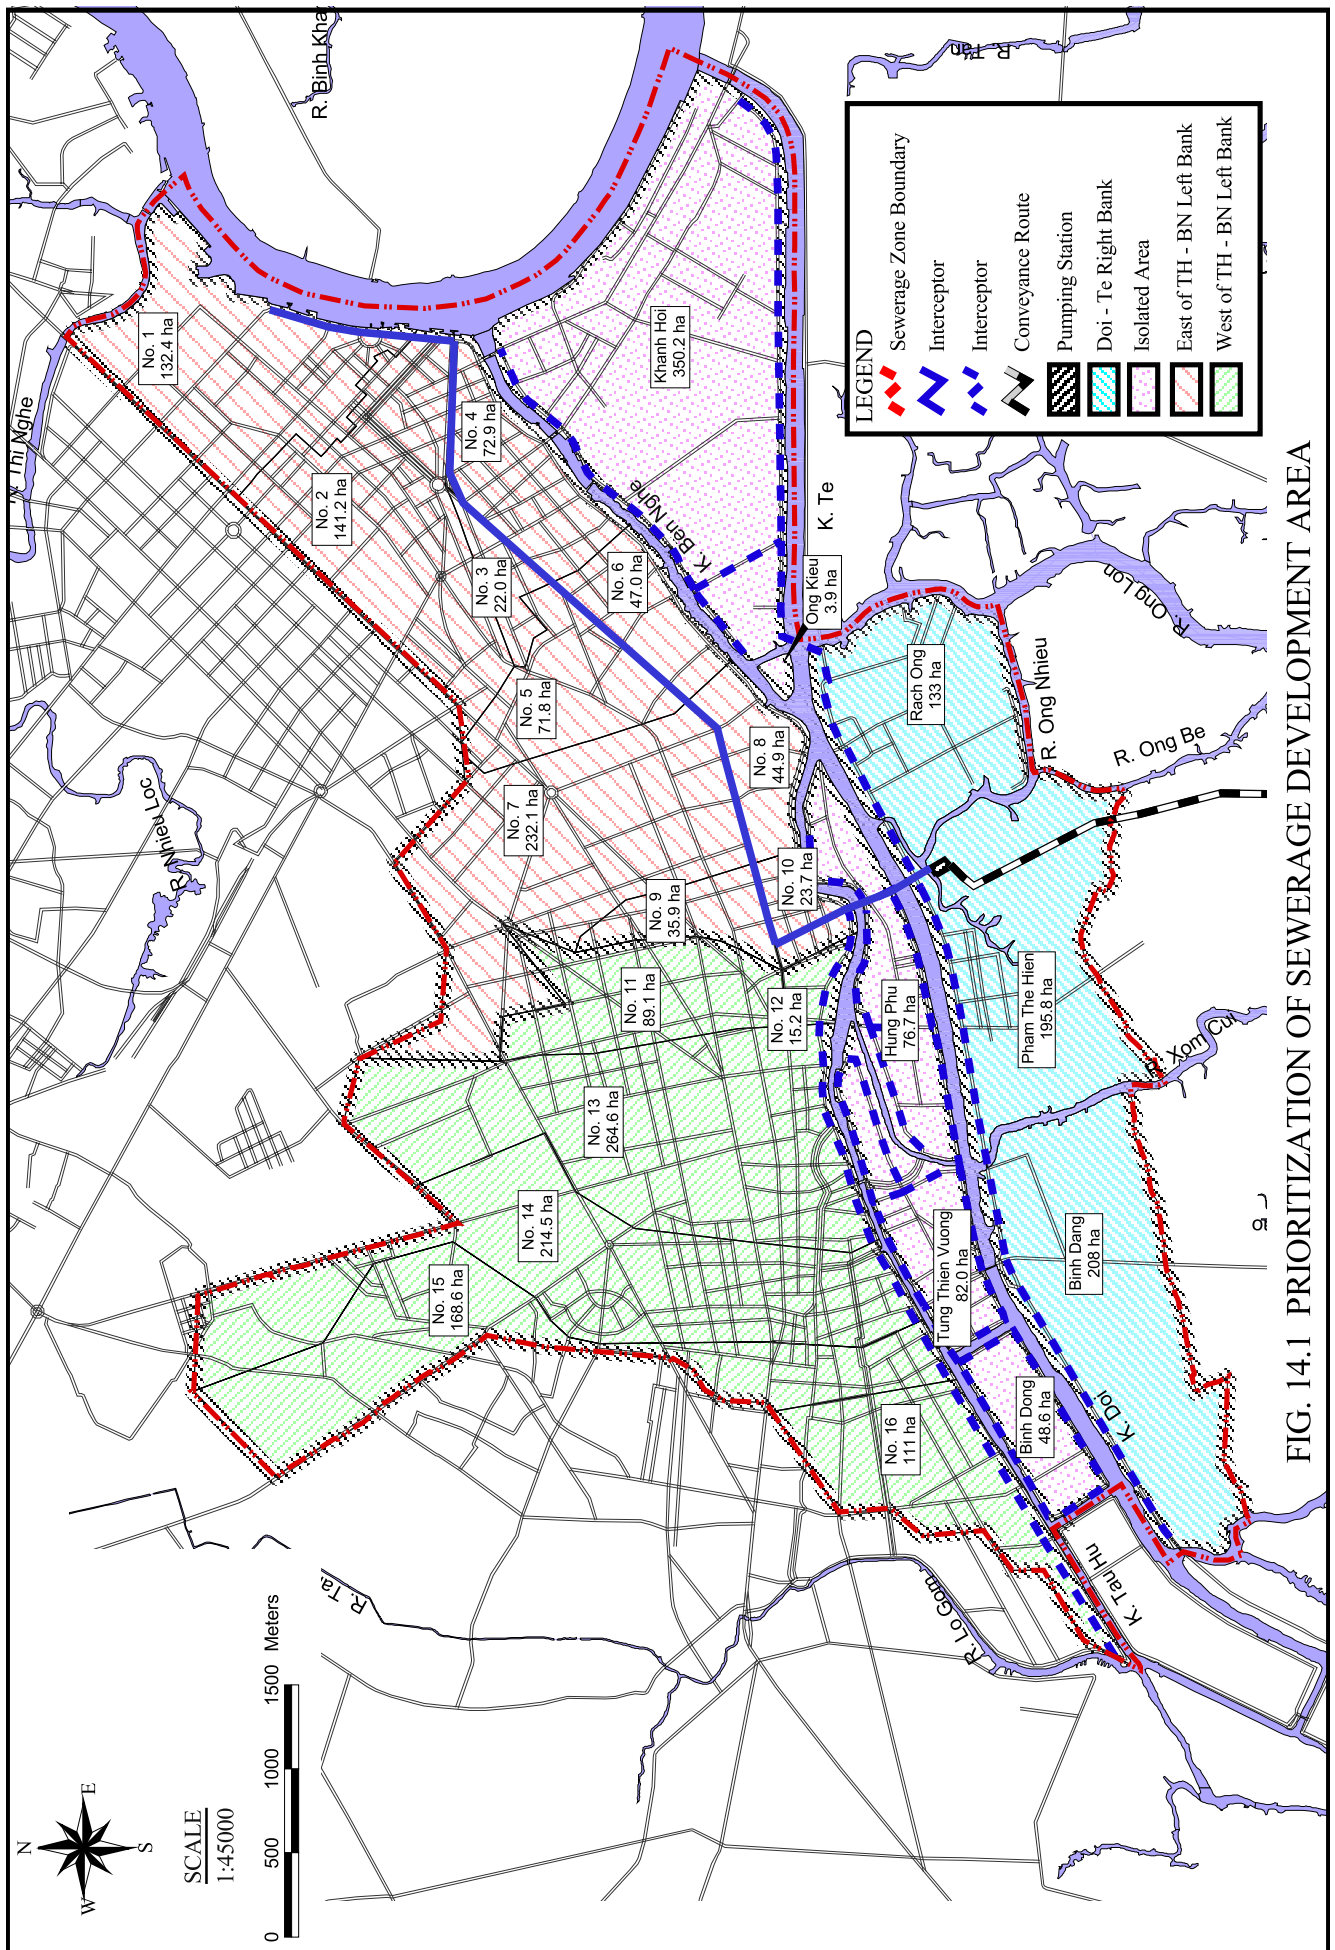 N
W
E
S
SCALE
1:45000
0
500
1000
1500 Meters
R. Binh Kha
Thi Nghe
R. Nhieu Loc
R. Tan
R. Lo Gom
K. Tau Hu
K. Doi
K. Ben Nghe
K. Te
R. Ong Lon
R. Ong Nhieu
R. Ong Be
Xom Cui
No. 1
132.4 ha
No. 2
141.2 ha
No. 3
22.0 ha
No. 4
72.9 ha
No. 5
71.8 ha
No. 6
47.0 ha
No. 7
232.1 ha
No. 8
44.9 ha
No. 9
35.9 ha
No. 10
23.7 ha
No. 11
89.1 ha
No. 12
15.2 ha
No. 13
264.6 ha
No. 14
214.5 ha
No. 15
168.6 ha
No. 16
111 ha
Khanh Hoi
350.2 ha
Ong Kieu
3.9 ha
Rach Ong
133 ha
Hung Phu
76.7 ha
Pham The Hien
195.8 ha
Tung Thien Vuong
82.0 ha
Binh Dang
208 ha
Binh Dong
48.6 ha
LEGEND
Sewerage Zone Boundary
Interceptor
Interceptor
Conveyance Route
Pumping Station
Doi - Te Right Bank
Isolated Area
East of TH - BN Left Bank
West of TH - BN Left Bank
FIG. 14.1 PRIORITIZATION OF SEWERAGE DEVELOPMENT AREA